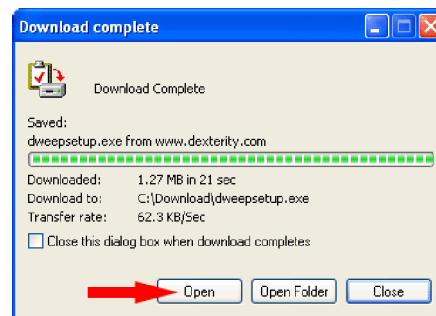 Download complete
Download Complete
Saved:
dweepsetup.exe from www.dexterity.com
Downloaded: 1.27 MB in 21 sec
Download to: C:\Download\dweepsetup.exe
Transfer rate: 62.3 KB/Sec
Close this dialog box when download completes
Open Open Folder Close